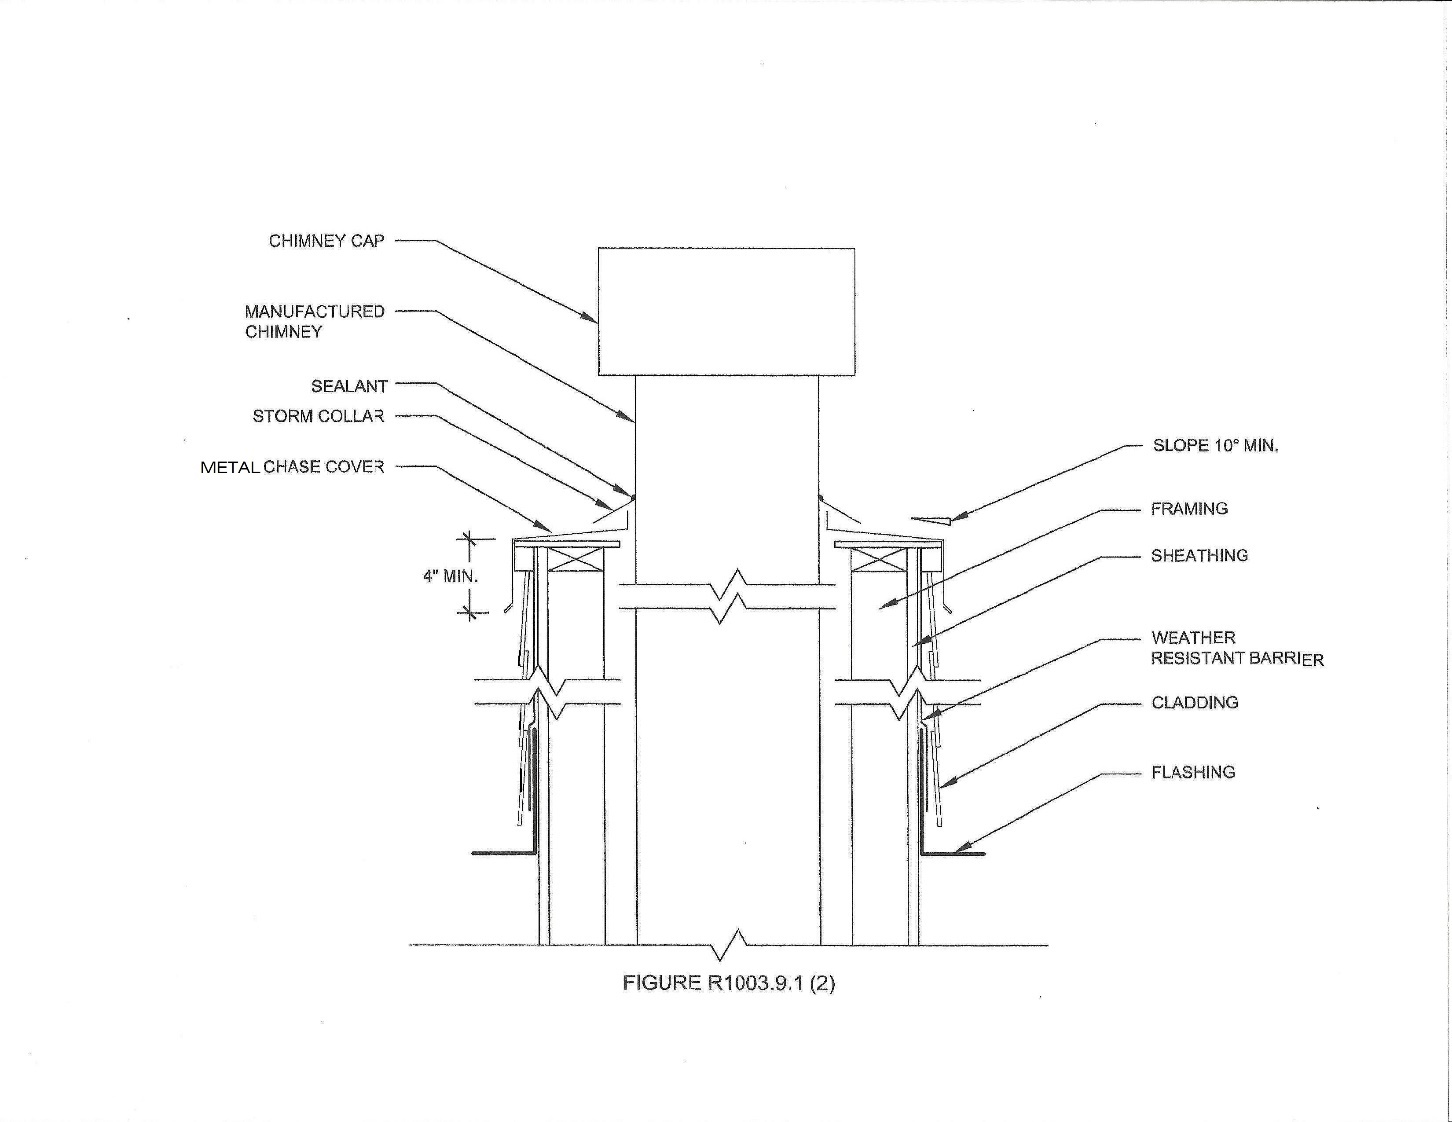 CHIMNEY CAP
MANUFACTURED
CHIMNEY
SEALANT
STORM COLLAR
METAL CHASE COVER
4" MIN.
SLOPE 10° MIN.
FRAMING
SHEATHING
WEATHER
RESISTANT BARRIER
CLADDING
FLASHING
FIGURE R1003.9.1 (2)